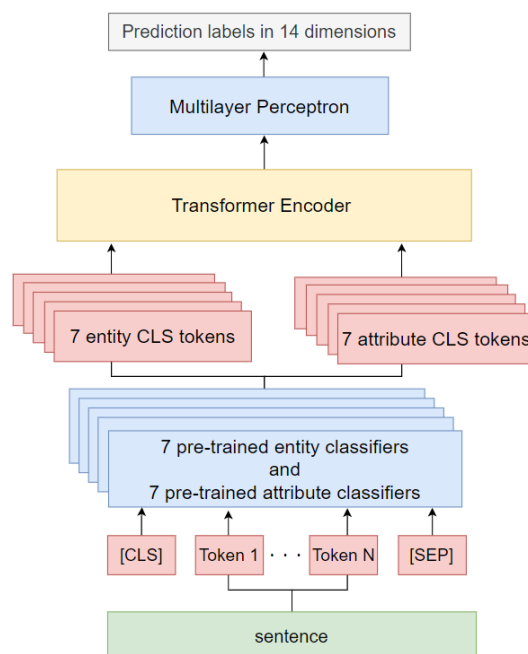 Prediction labels in 14 dimensions
Multilayer Perceptron
Transformer Encoder
7 entity CLS tokens
7 attribute CLS tokens
7 pre-trained entity classifiers
and
7 pre-trained attribute classifiers
[CLS] Token 1 · · · Token N [SEP]
sentence